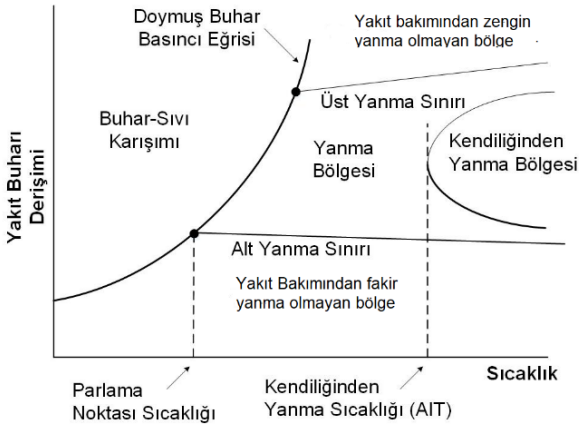 Doymuş Buhar
Basıncı Eğrisi
Yakıt bakımından zengin
yanma olmayan bölge
Üst Yanma Sınırı
Buhar-Sıvı
Karışımı
Yanma
Bölgesi
Kendiliğinden
Yanma Bölgesi
Yakıt Buharı
Derişimi
Alt Yanma Sınırı
Yakıt Bakımından fakir
yanma olmayan bölge
Sıcaklık
Parlama
Noktası Sıcaklığı
Kendiliğinden
Yanma Sıcaklığı (AIT)